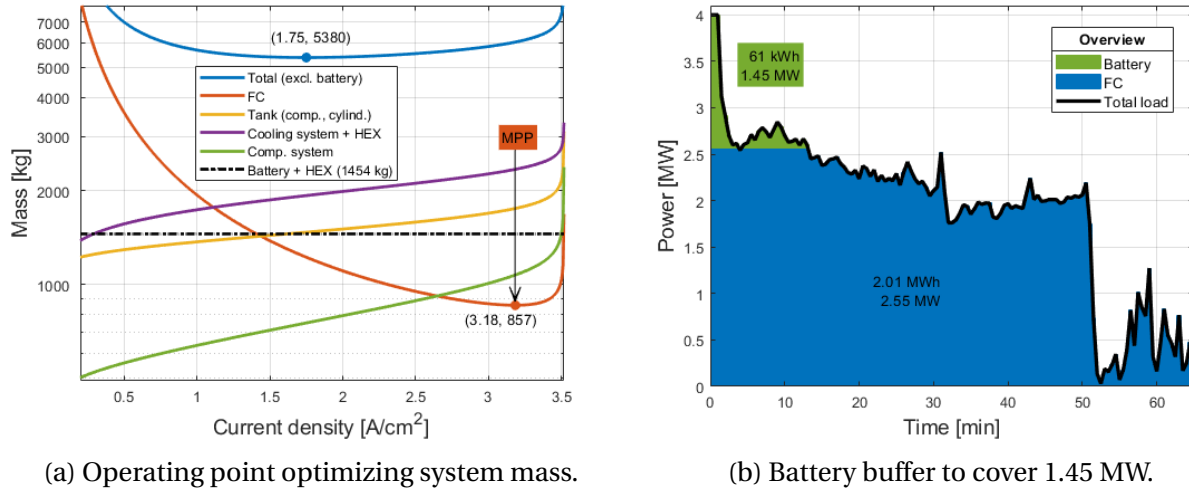 (1.75, 5380)
Total (excl. battery)
FC
Tank (comp., cylind.)
Cooling system + HEX
Comp. system
Battery + HEX (1454 kg)
MPP
(3.18, 857)
7000
6000
5000
4000
3000
2000
1000
Mass [kg]
0.5
1
1.5
2
2.5
3
3.5
Current density [A/cm²]
(a) Operating point optimizing system mass.
61 kWh
1.45 MW
Overview
Battery
FC
Total load
2.01 MWh
2.55 MW
4
3.5
3
2.5
2
1.5
1
0.5
0
Power [MW]
0
10
20
30
40
50
60
Time [min]
(b) Battery buffer to cover 1.45 MW.